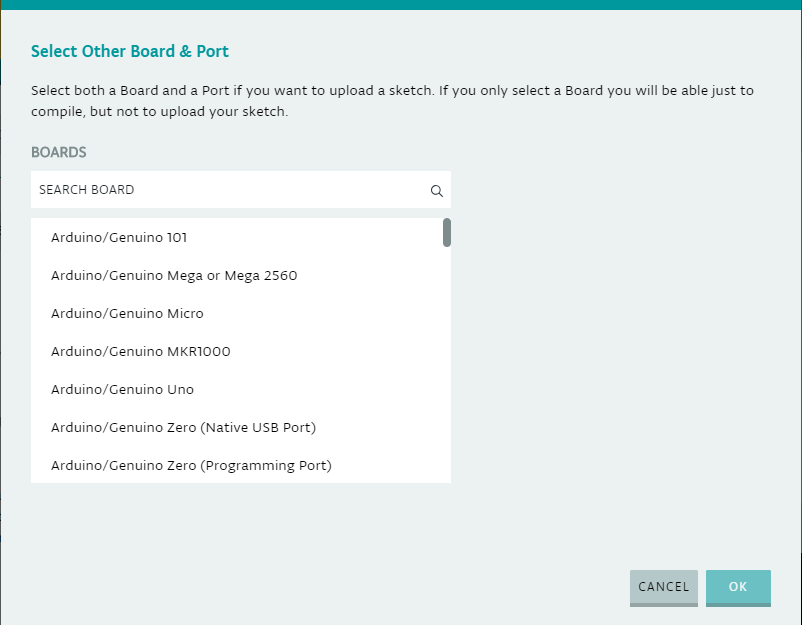 Select Other Board & Port
Select both a Board and a Port if you want to upload a sketch. If you only select a Board you will be able just to
compile, but not to upload your sketch.
BOARDS
SEARCH BOARD
Arduino/Genuino 101
Arduino/Genuino Mega or Mega 2560
Arduino/Genuino Micro
Arduino/Genuino MKR1000
Arduino/Genuino Uno
Arduino/Genuino Zero (Native USB Port)
Arduino/Genuino Zero (Programming Port)
CANCEL OK